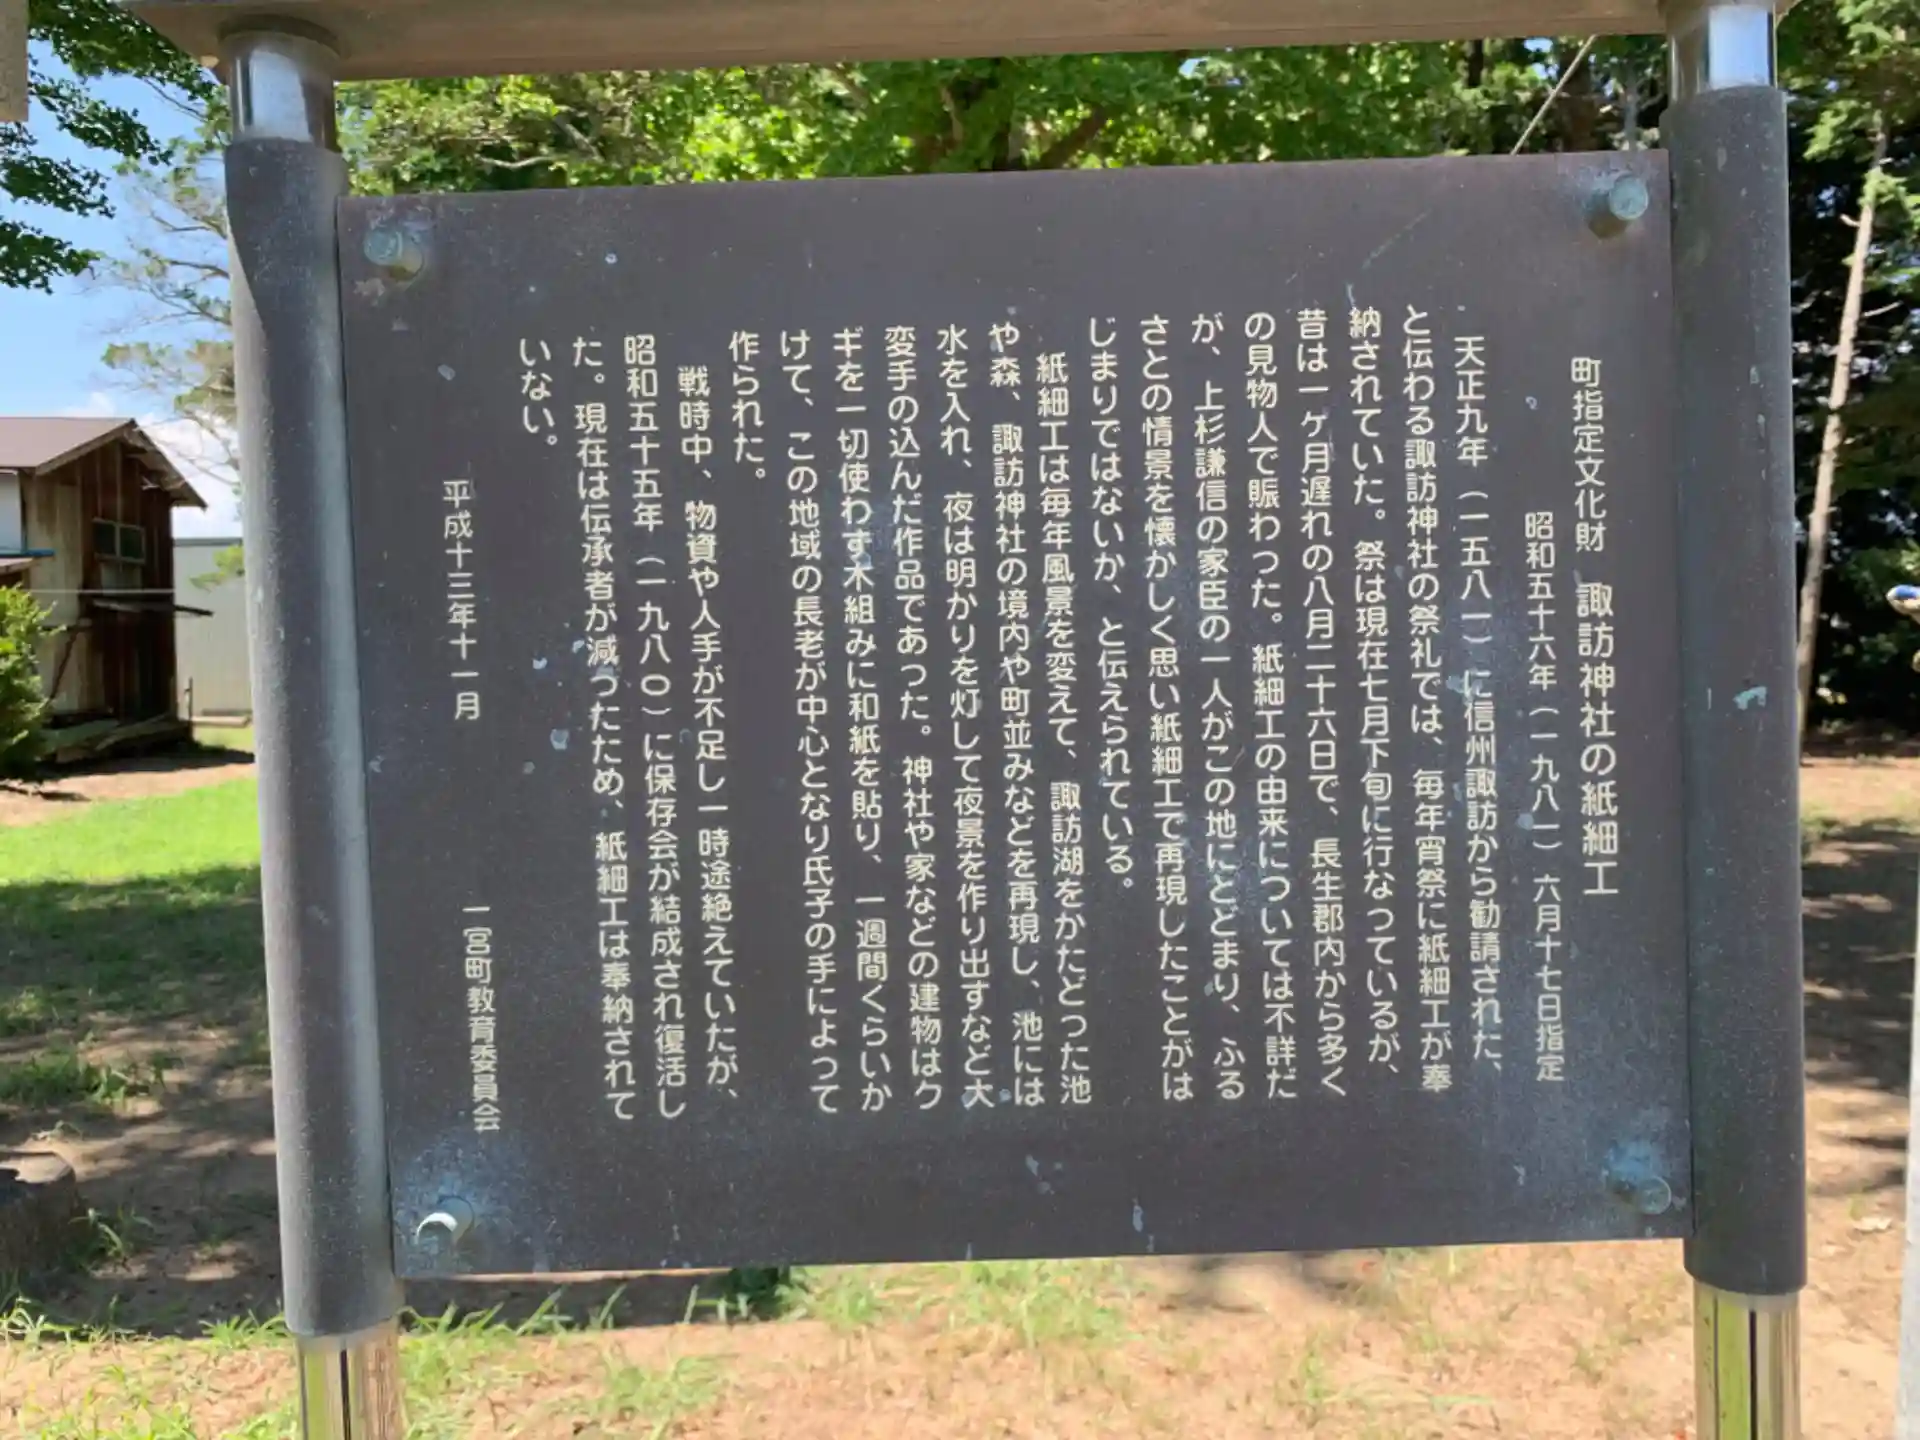 町指定文化財　諏訪神社の紙細工
昭和五十六年（一九八一）六月十七日指定
天正九年（一五八一）に信州諏訪から勧請された、
と伝わる諏訪神社の祭礼では、毎年宵祭に紙細工が奉
納されていた。祭は現在七月下旬に行なっているが、
昔は一ヶ月遅れの八月二十六日で、長生郡内から多く
の見物人で賑わった。紙細工の由来については不詳だ
が、上杉謙信の家臣の一人がこの地にとどまり、ふる
さとの情景を懐かしく思い紙細工で再現したことがは
じまりではないか、と伝えられている。
紙細工は毎年風景を変えて、諏訪湖をかたどった池
や森、諏訪神社の境内や町並みなどを再現し、池には
水を入れ、夜は明かりを灯して夜景を作り出すなど大
変手の込んだ作品であった。神社や家などの建物はク
ギを一切使わず木組みに和紙を貼り、一週間くらいか
けて、この地域の長老が中心となり氏子の手によって
作られた。
戦時中、物資や人手が不足し一時途絶えていたが、
昭和五十五年（一九八〇）に保存会が結成され復活し
た。現在は伝承者が減ったため、紙細工は奉納されて
いない。
平成十三年十一月
一宮町教育委員会